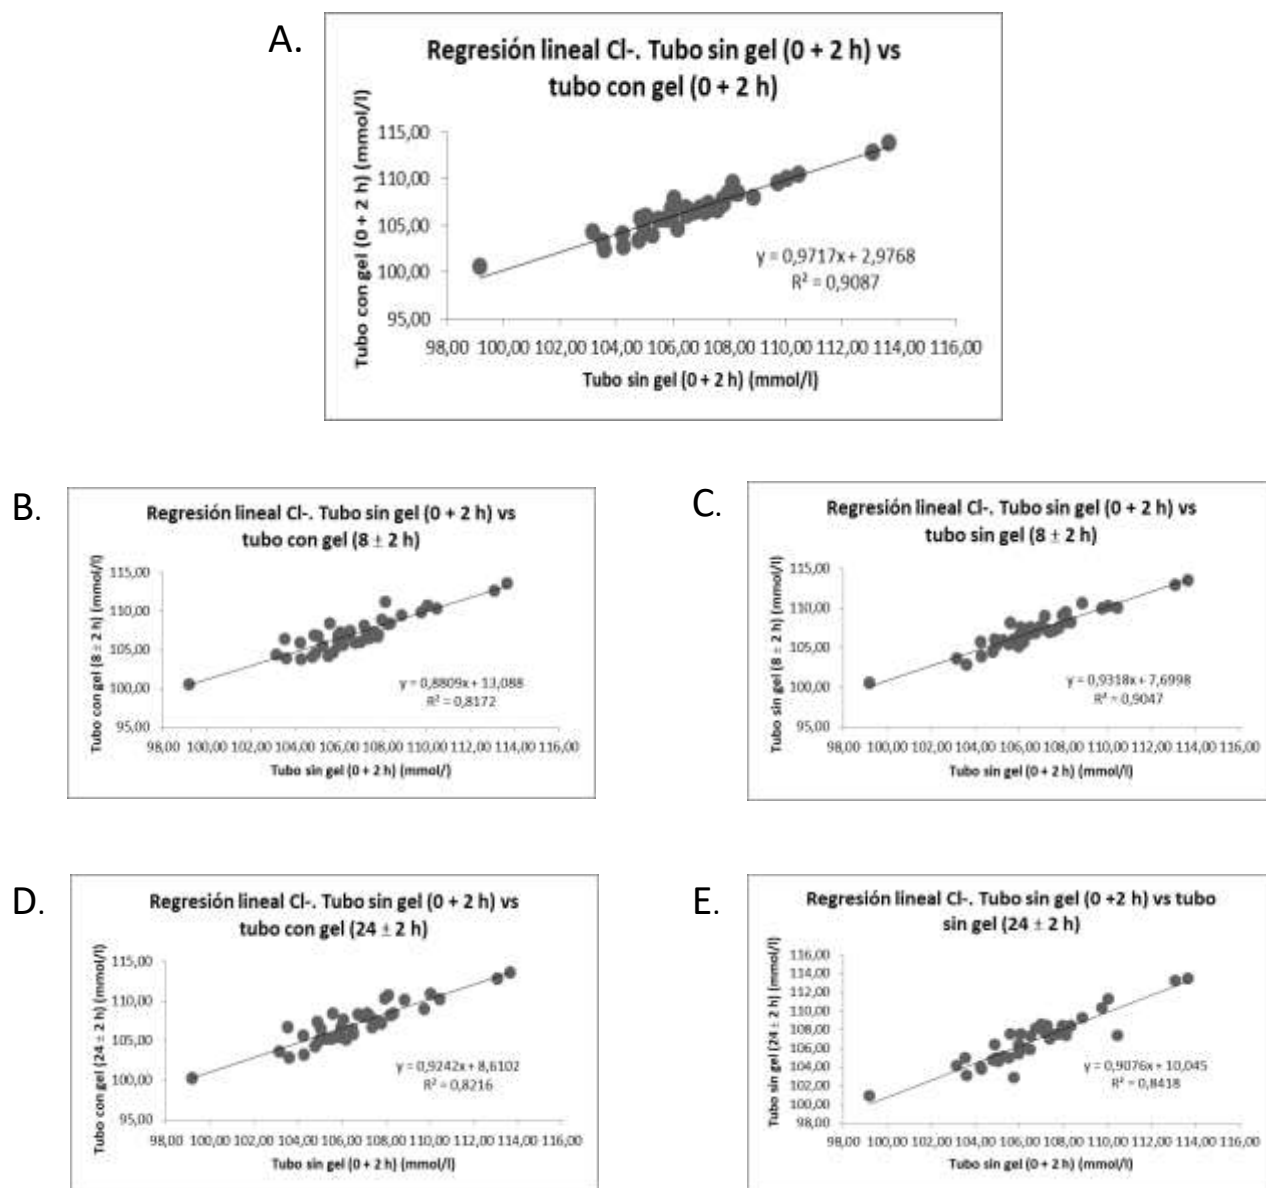 A.
Regresión lineal Cl-. Tubo sin gel (0 + 2 h) vs
tubo con gel (0 + 2 h)
Tubo con gel (0 + 2 h) (mmol/l)
115,00
110,00
105,00
100,00
95,00
y = 0,9717x + 2,9768
R² = 0,9087
98,00 100,00 102,00 104,00 106,00 108,00 110,00 112,00 114,00 116,00
Tubo sin gel (0 + 2 h) (mmol/l)
B.
Regresión lineal Cl-. Tubo sin gel (0 + 2 h) vs
tubo con gel (8 ± 2 h)
Tubo con gel (8 ± 2 h) (mmol/l)
115,00
110,00
105,00
100,00
95,00
y = 0,8809x + 13,088
R² = 0,8172
98,00 100,00 102,00 104,00 106,00 108,00 110,00 112,00 114,00 116,00
Tubo sin gel (0 + 2 h) (mmol/)
C.
Regresión lineal Cl-. Tubo sin gel (0 + 2 h) vs
tubo sin gel (8 ± 2 h)
Tubo sin gel (8 ± 2 h) (mmol/l)
115,00
110,00
105,00
100,00
95,00
y = 0,9318x + 7,6998
R² = 0,9047
98,00 100,00 102,00 104,00 106,00 108,00 110,00 112,00 114,00 116,00
Tubo sin gel (0 + 2 h) (mmol/l)
D.
Regresión lineal Cl-. Tubo sin gel (0 + 2 h) vs
tubo con gel (24 ± 2 h)
Tubo con gel (24 ± 2 h) (mmol/l)
115,00
110,00
105,00
100,00
95,00
y = 0,9242x + 8,6102
R² = 0,8216
98,00 100,00 102,00 104,00 106,00 108,00 110,00 112,00 114,00 116,00
Tubo sin gel (0 + 2 h) (mmol/l)
E.
Regresión lineal Cl-. Tubo sin gel (0 +2 h) vs tubo
sin gel (24 ± 2 h)
Tubo sin gel (24 ± 2 h) (mmol/l)
116,00
114,00
112,00
110,00
108,00
106,00
104,00
102,00
100,00
98,00
y = 0,9076x + 10,045
R² = 0,8418
98,00 100,00 102,00 104,00 106,00 108,00 110,00 112,00 114,00 116,00
Tubo sin gel (0 + 2 h) (mmol/l)